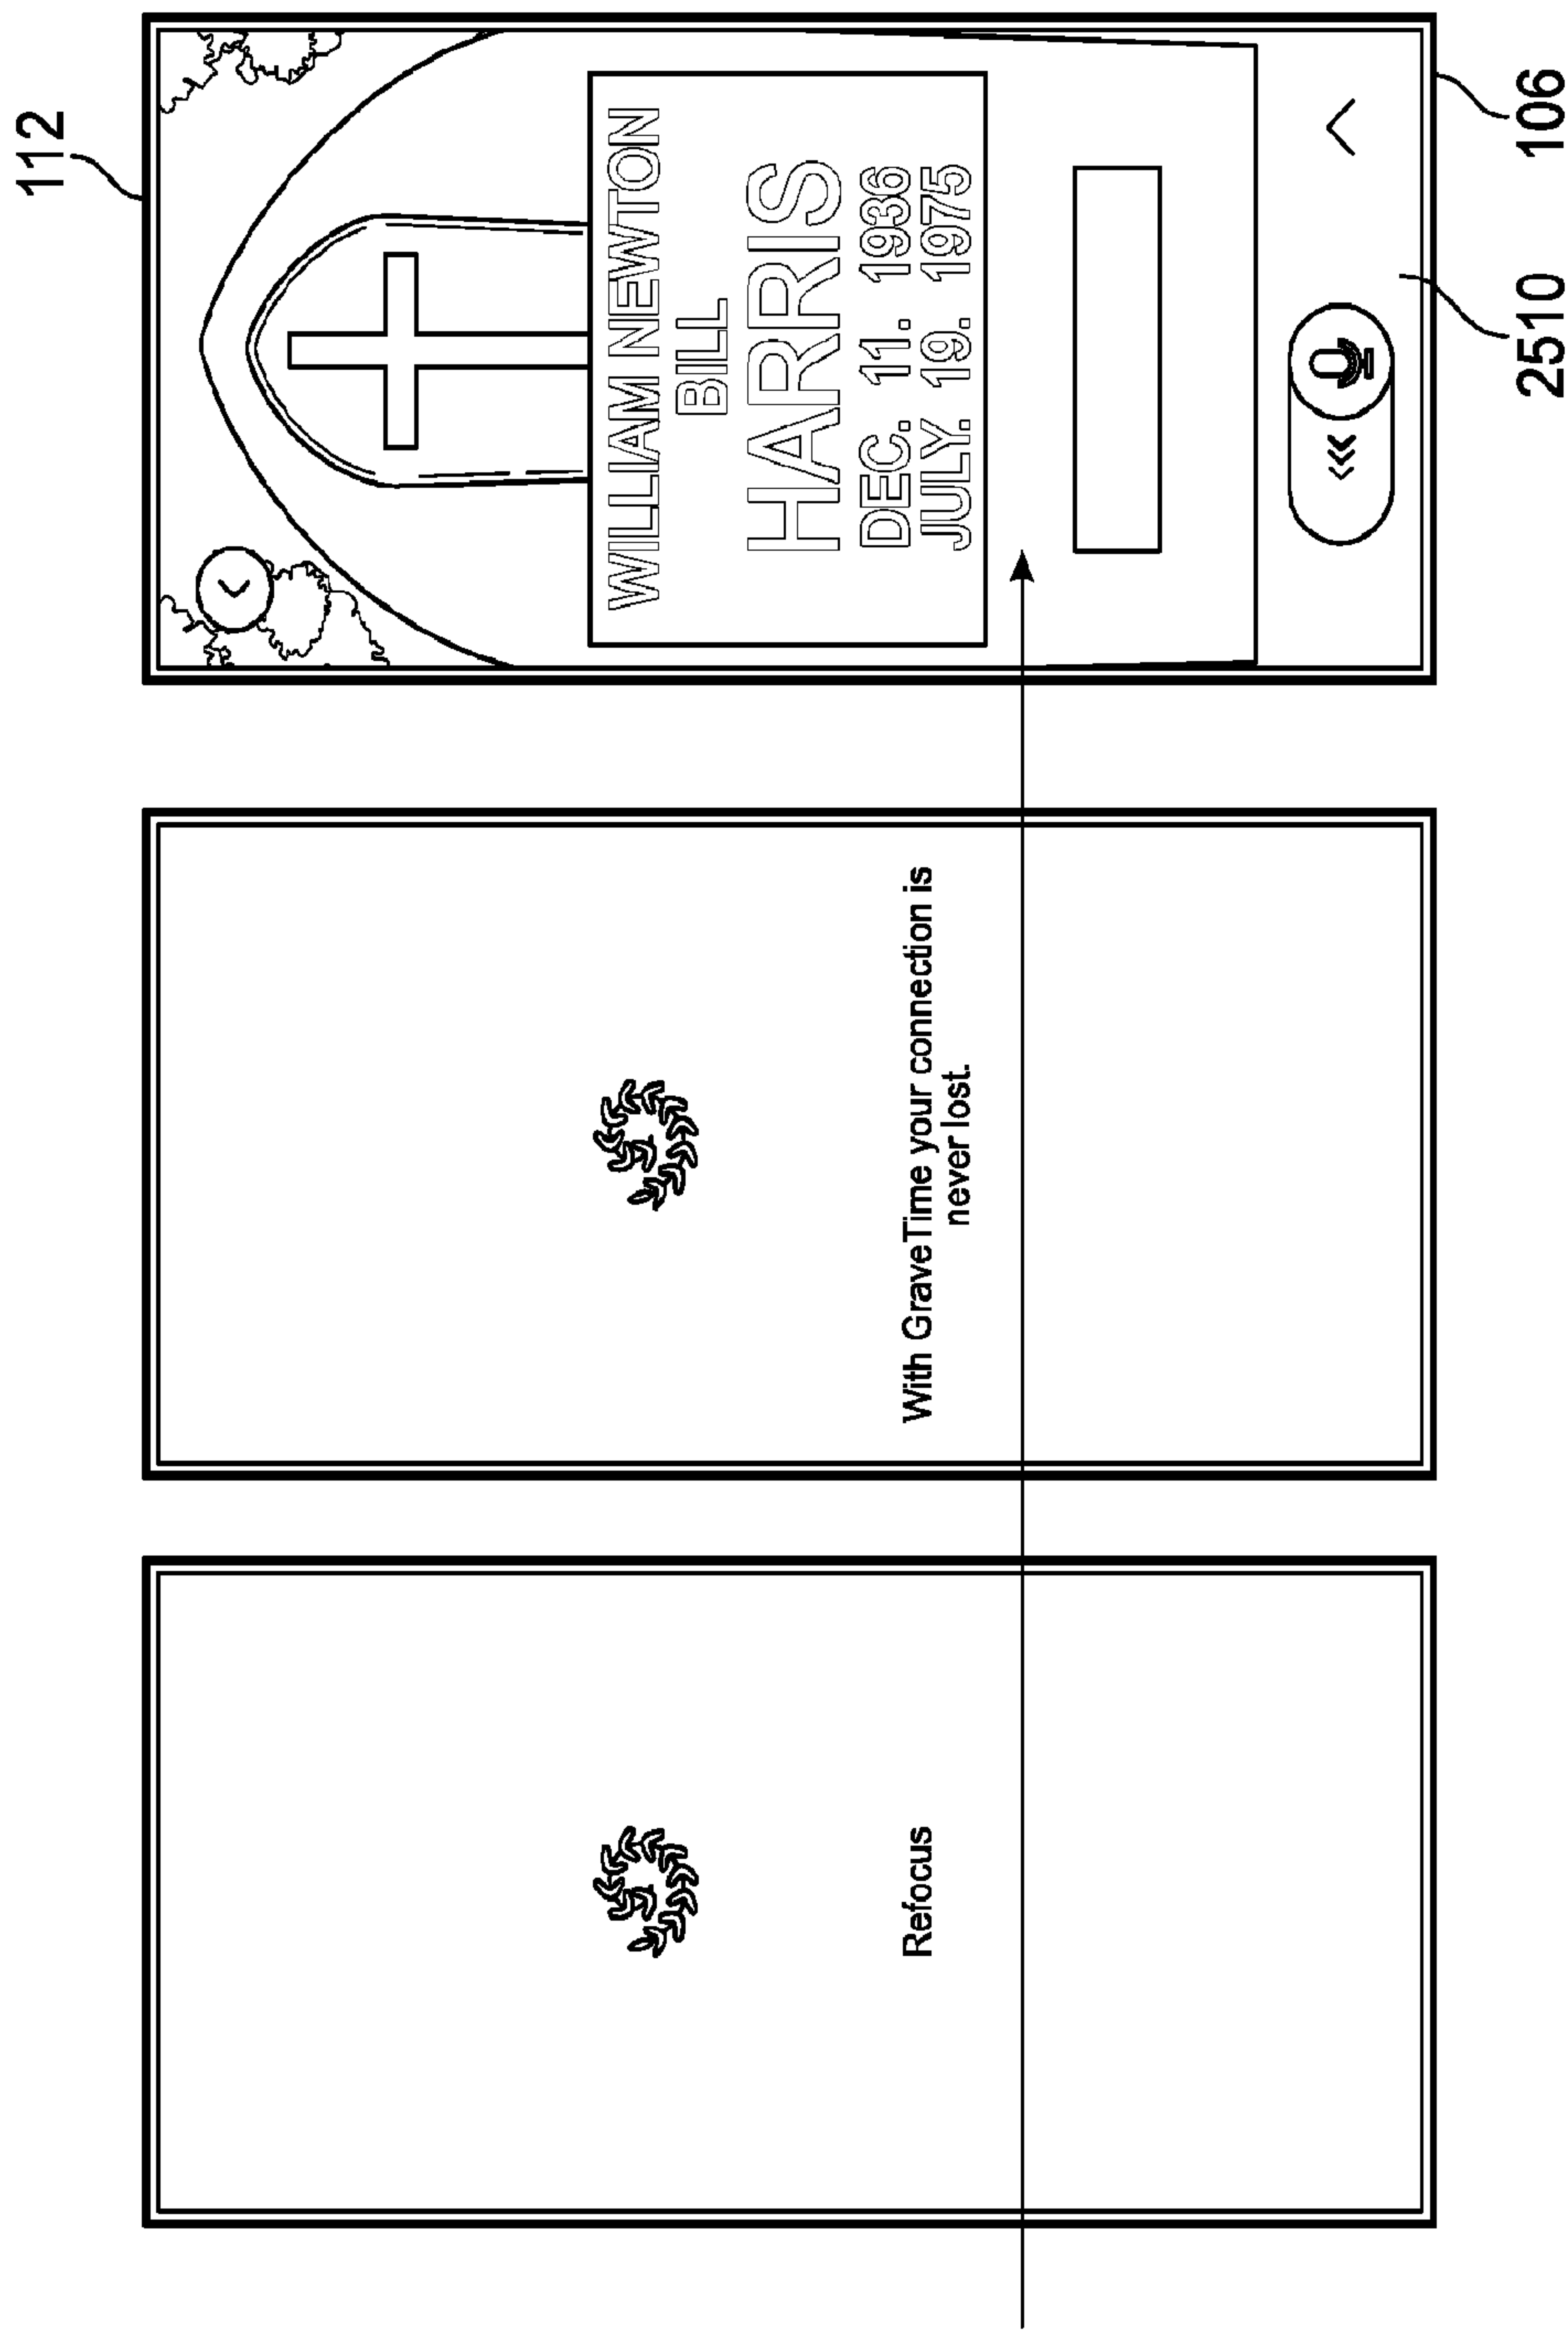 Refocus
With GraveTime your connection is
never lost.
112
WILLIAM NEWTON
BILL
HARRIS
DEC. 11. 1936
JULY. 19. 1975
2510
106